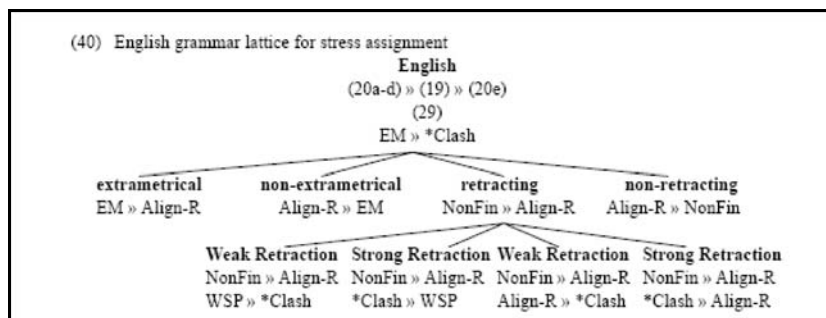 (40) English grammar lattice for stress assignment
English
(20a-d) » (19) » (20e)
(29)
EM » *Clash
extrametrical non-extrametrical retracting non-retracting
EM » Align-R Align-R » EM NonFin » Align-R Align-R » NonFin
Weak Retraction Strong Retraction Weak Retraction Strong Retraction
NonFin » Align-R NonFin » Align-R NonFin » Align-R NonFin » Align-R
WSP » *Clash *Clash » WSP Align-R » *Clash *Clash » Align-R